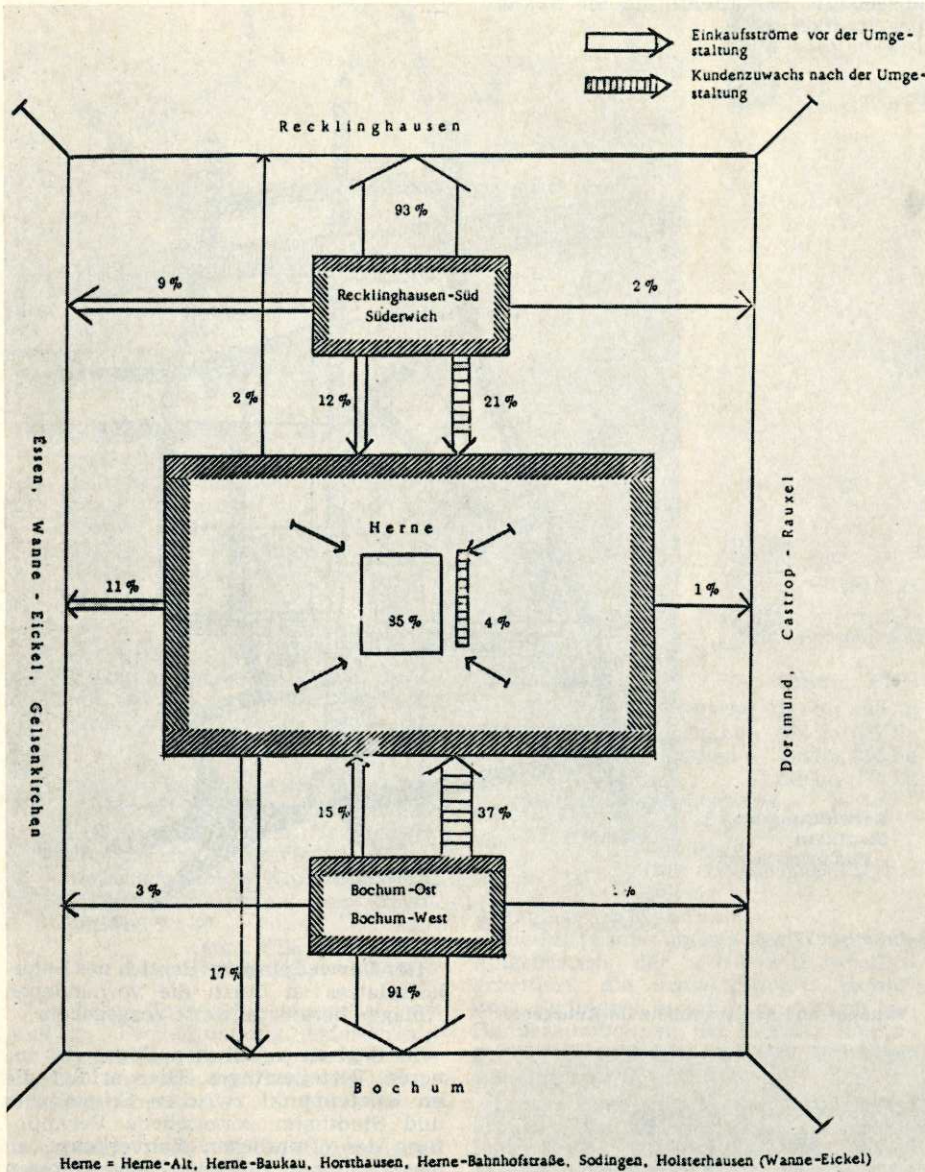 Einkaufsströme vor der Umge-
staltung
Kundenzuwachs nach der Umge-
staltung
Recklinghausen
93 %
9 %
Recklinghausen-Süd
Süderwich
2 %
2 %
12 %
21 %
Essen, Wanne - Eickel, Gelsenkirchen
Dortmund, Castrop - Rauxel
Herne
11 %
85 %
4 %
1 %
15 %
37 %
3 %
Bochum-Ost
Bochum-West
%
17 %
91 %
Bochum
Herne = Herne-Alt, Herne-Baukau, Horsthausen, Herne-Bahnhofstraße, Sodingen, Holsterhausen (Wanne-Eickel)